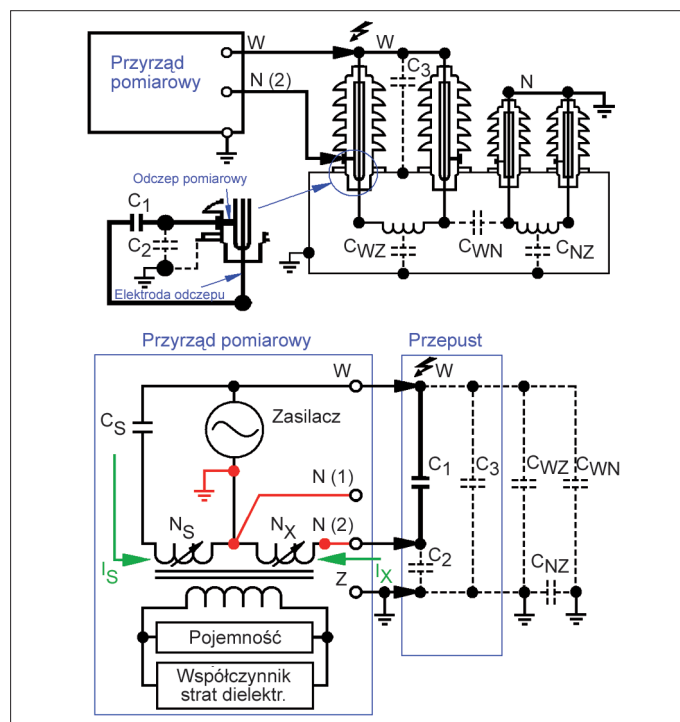 Przyrząd
pomiarowy
W
N (2)
W
C3
N
Odczep pomiarowy
C1
C2
Elektroda odczepu
CWZ
CWN
CNZ
Przyrząd pomiarowy
Przepust
W
W
CS
Zasilacz
N (1)
NS
NX
N (2)
IS
IX
Z
C1
C2
C3
CWZ
CWN
CNZ
Pojemność
Współczynnik
strat dielektr.